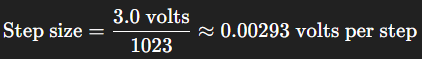 Step size = 3.0 volts / 1023 ≈ 0.00293 volts per step